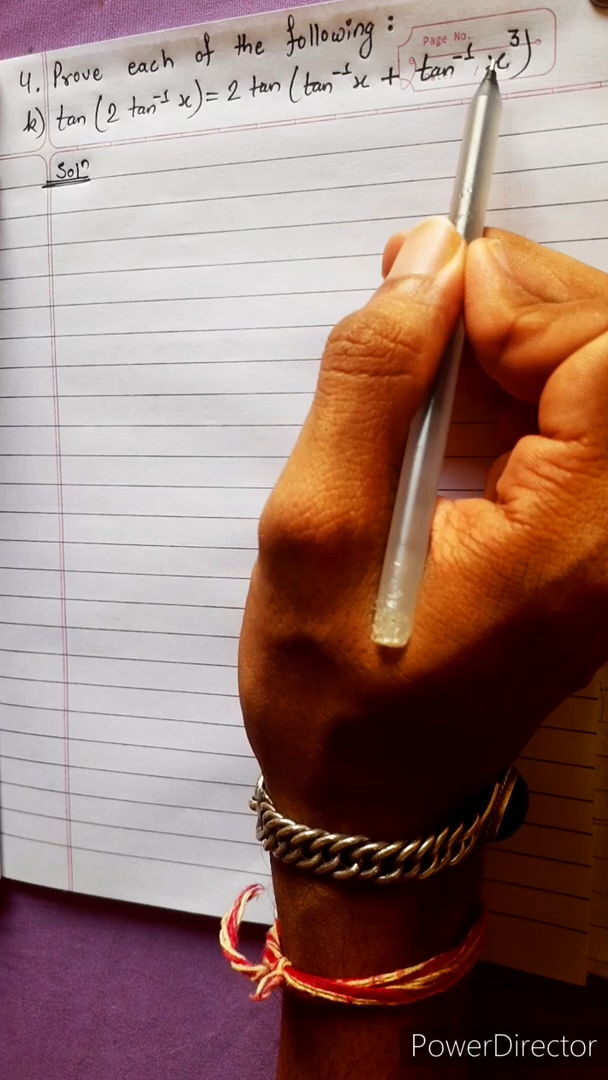 4. Prove each of the following :
Page No.
k) tan (2 tan⁻¹ x) = 2 tan (tan⁻¹ x + tan⁻¹ x³)
Solⁿ
PowerDirector